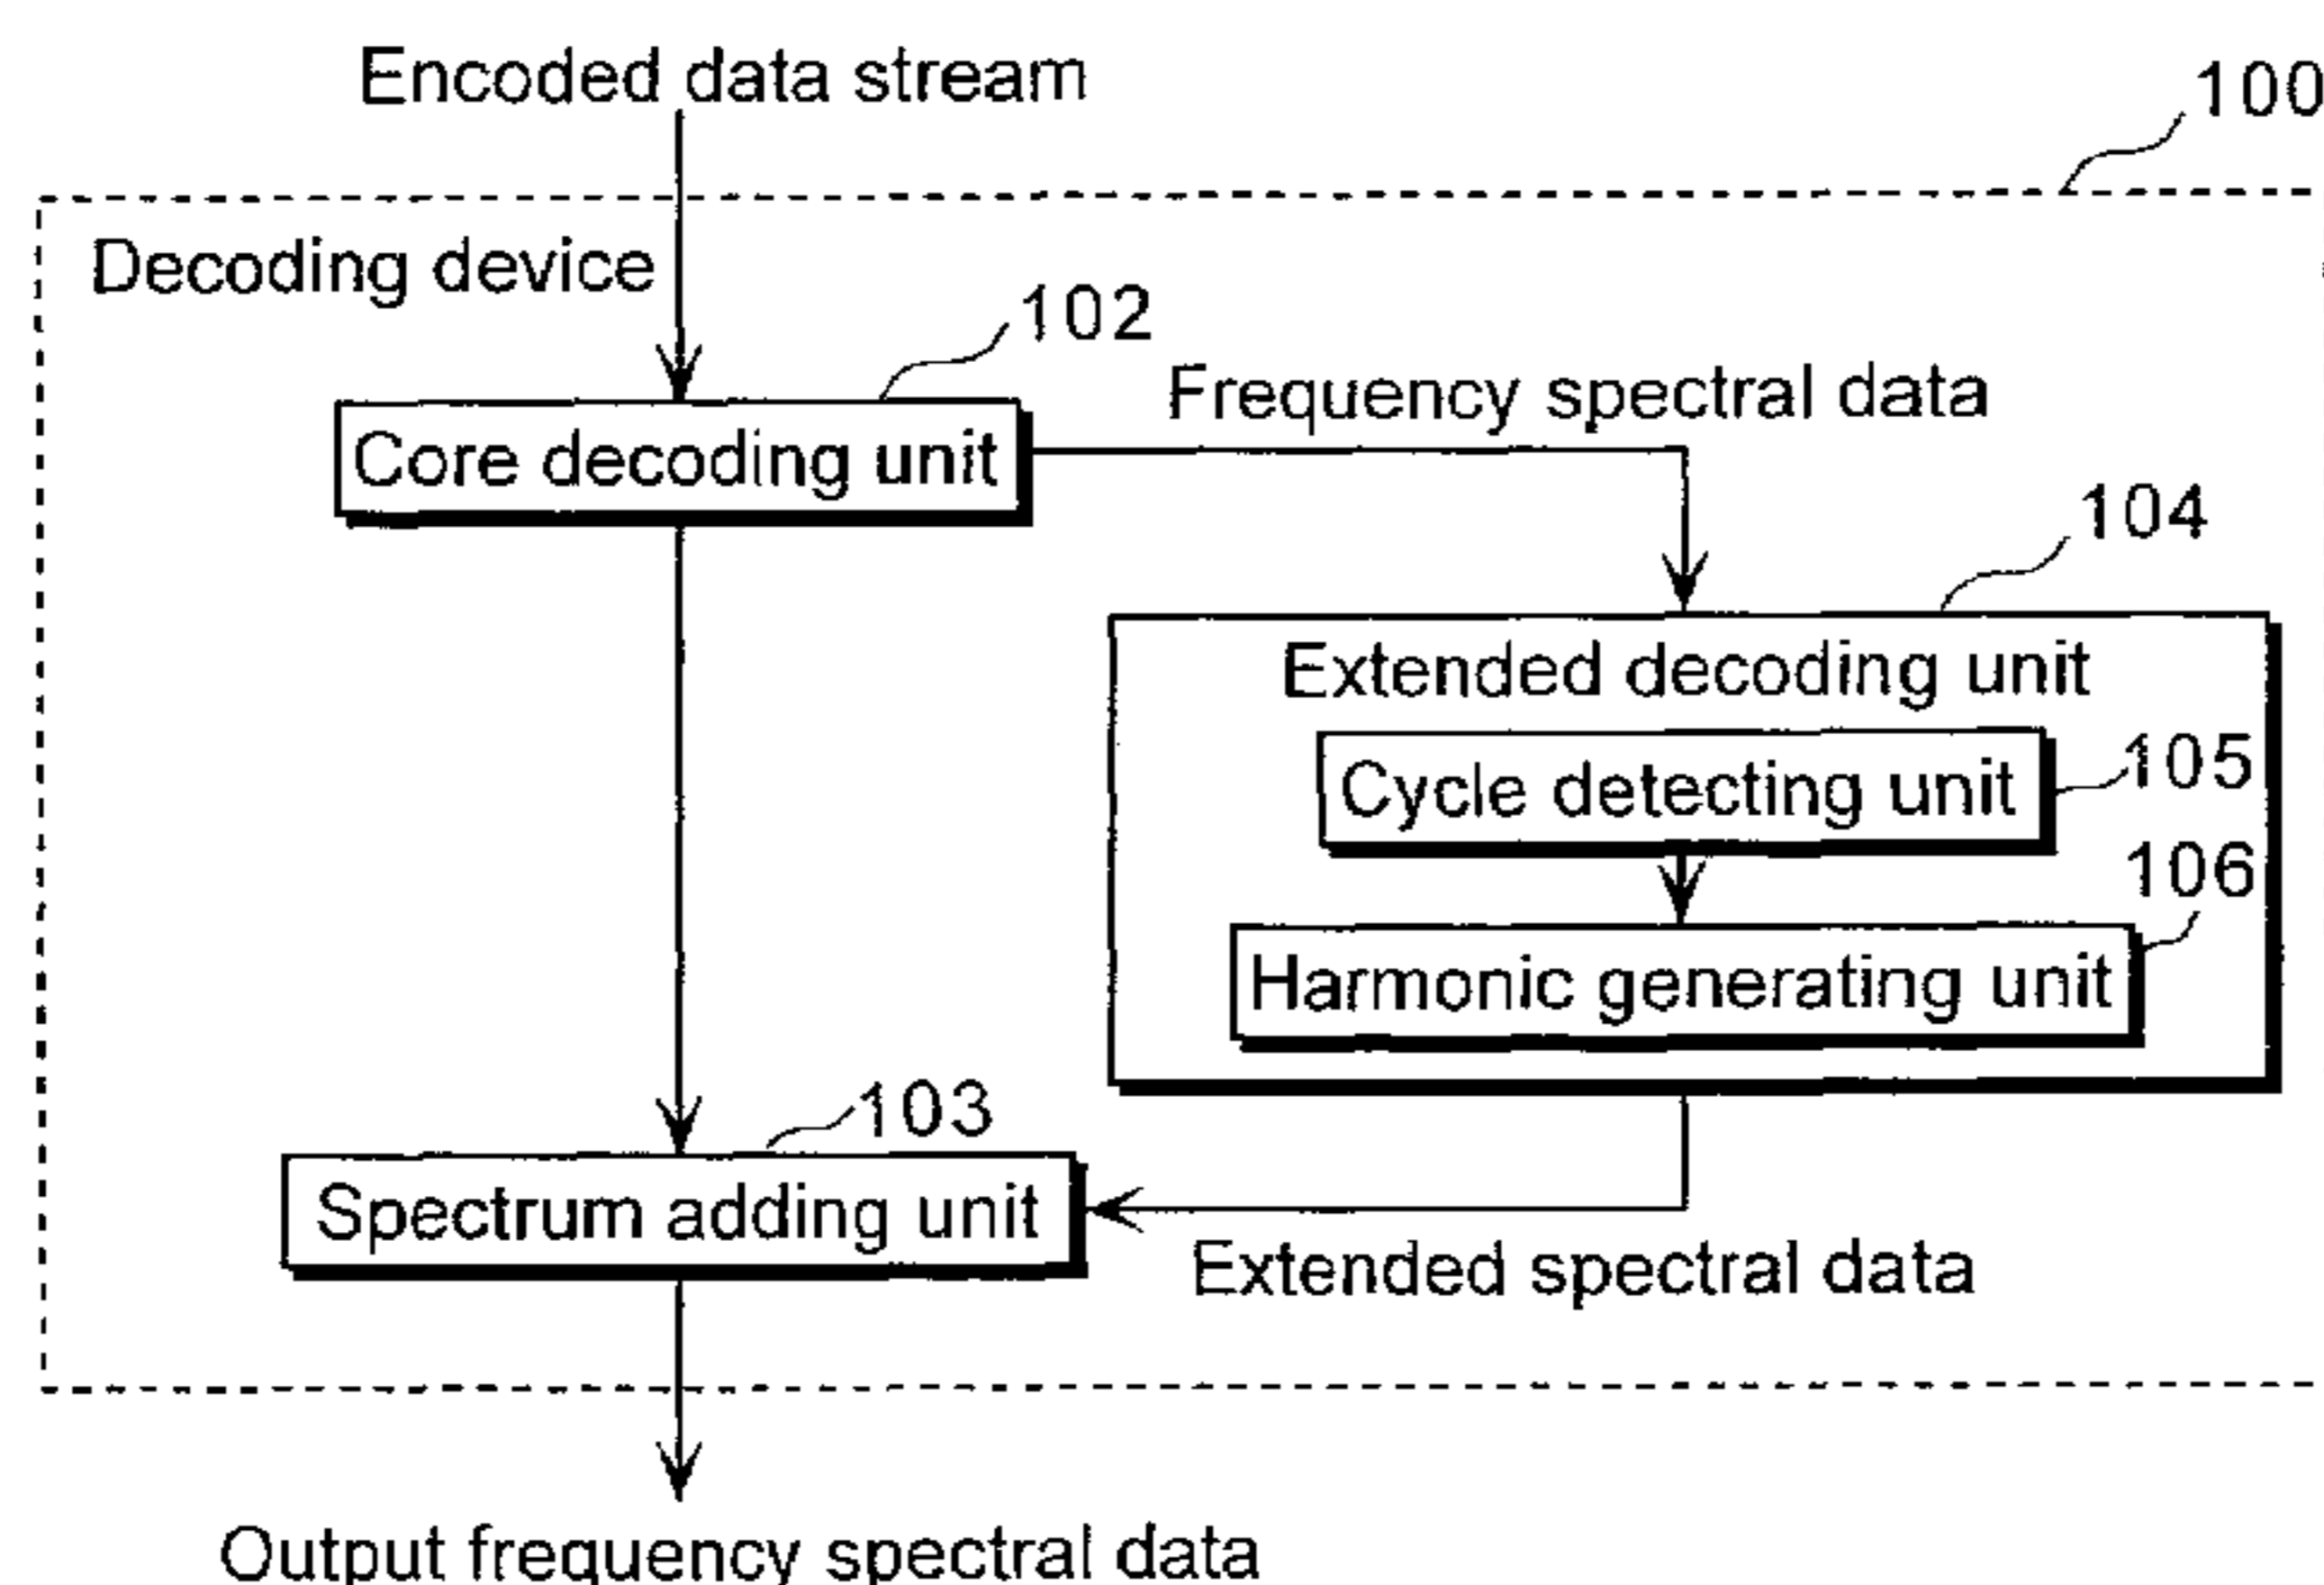 Encoded data stream
100
Decoding device
102
Frequency spectral data
Core decoding unit
104
Extended decoding unit
105
Cycle detecting unit
106
Harmonic generating unit
103
Spectrum adding unit
Extended spectral data
Output frequency spectral data